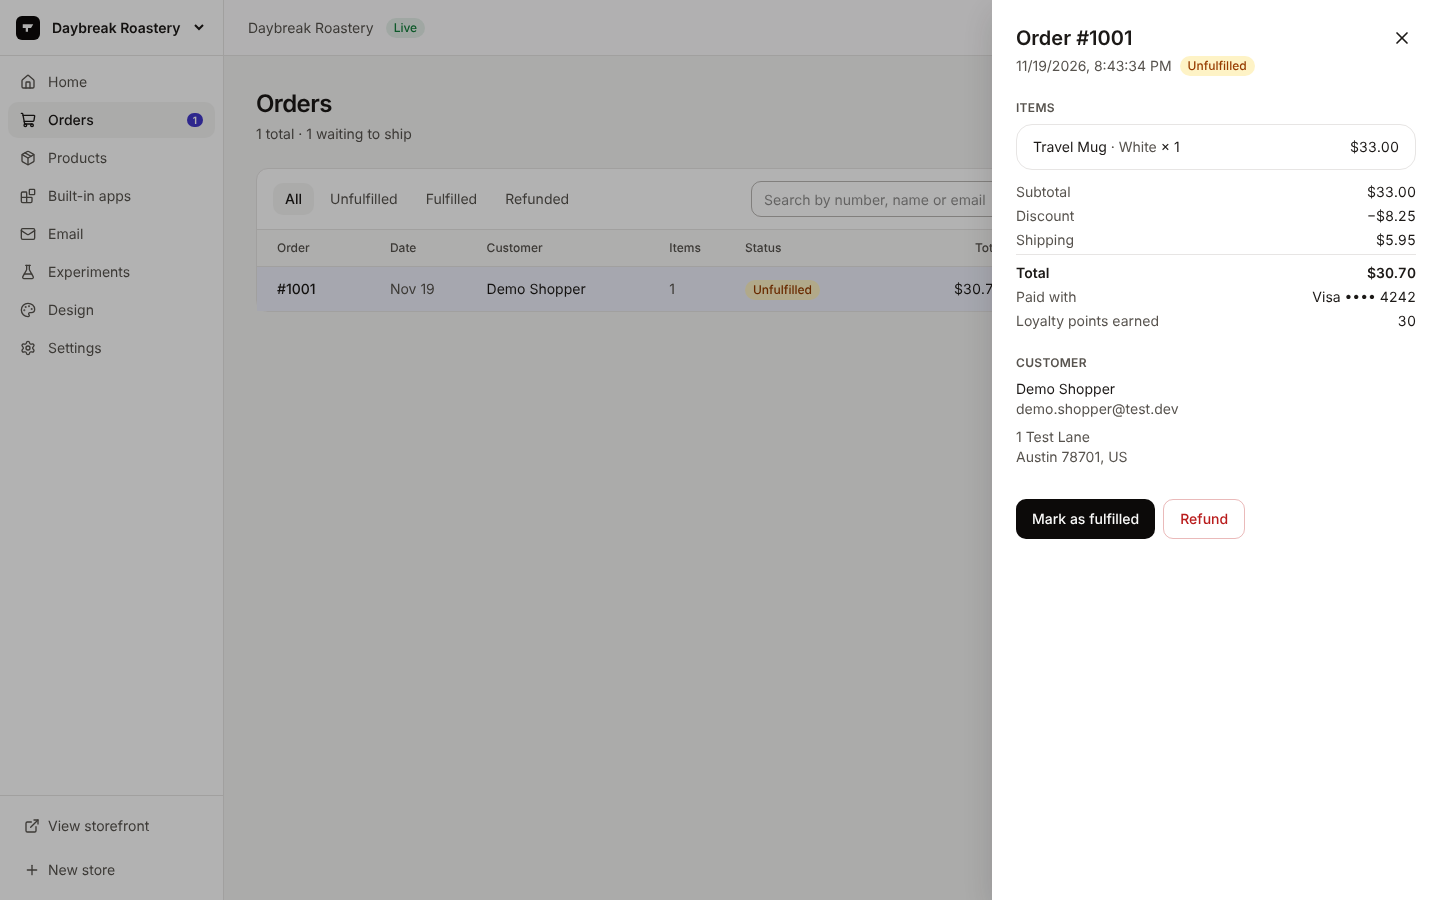 Daybreak Roastery
Home
Orders 1
Products
Built-in apps
Email
Experiments
Design
Settings
View storefront
New store
Daybreak Roastery Live
Orders
1 total · 1 waiting to ship
All Unfulfilled Fulfilled Refunded
Search by number, name or email
Order Date Customer Items Status
#1001 Nov 19 Demo Shopper 1 Unfulfilled
Order #1001
11/19/2026, 8:43:34 PM Unfulfilled
ITEMS
Travel Mug · White × 1 $33.00
Subtotal $33.00
Discount −$8.25
Shipping $5.95
Total $30.70
Paid with Visa •••• 4242
Loyalty points earned 30
CUSTOMER
Demo Shopper
demo.shopper@test.dev
1 Test Lane
Austin 78701, US
Mark as fulfilled Refund